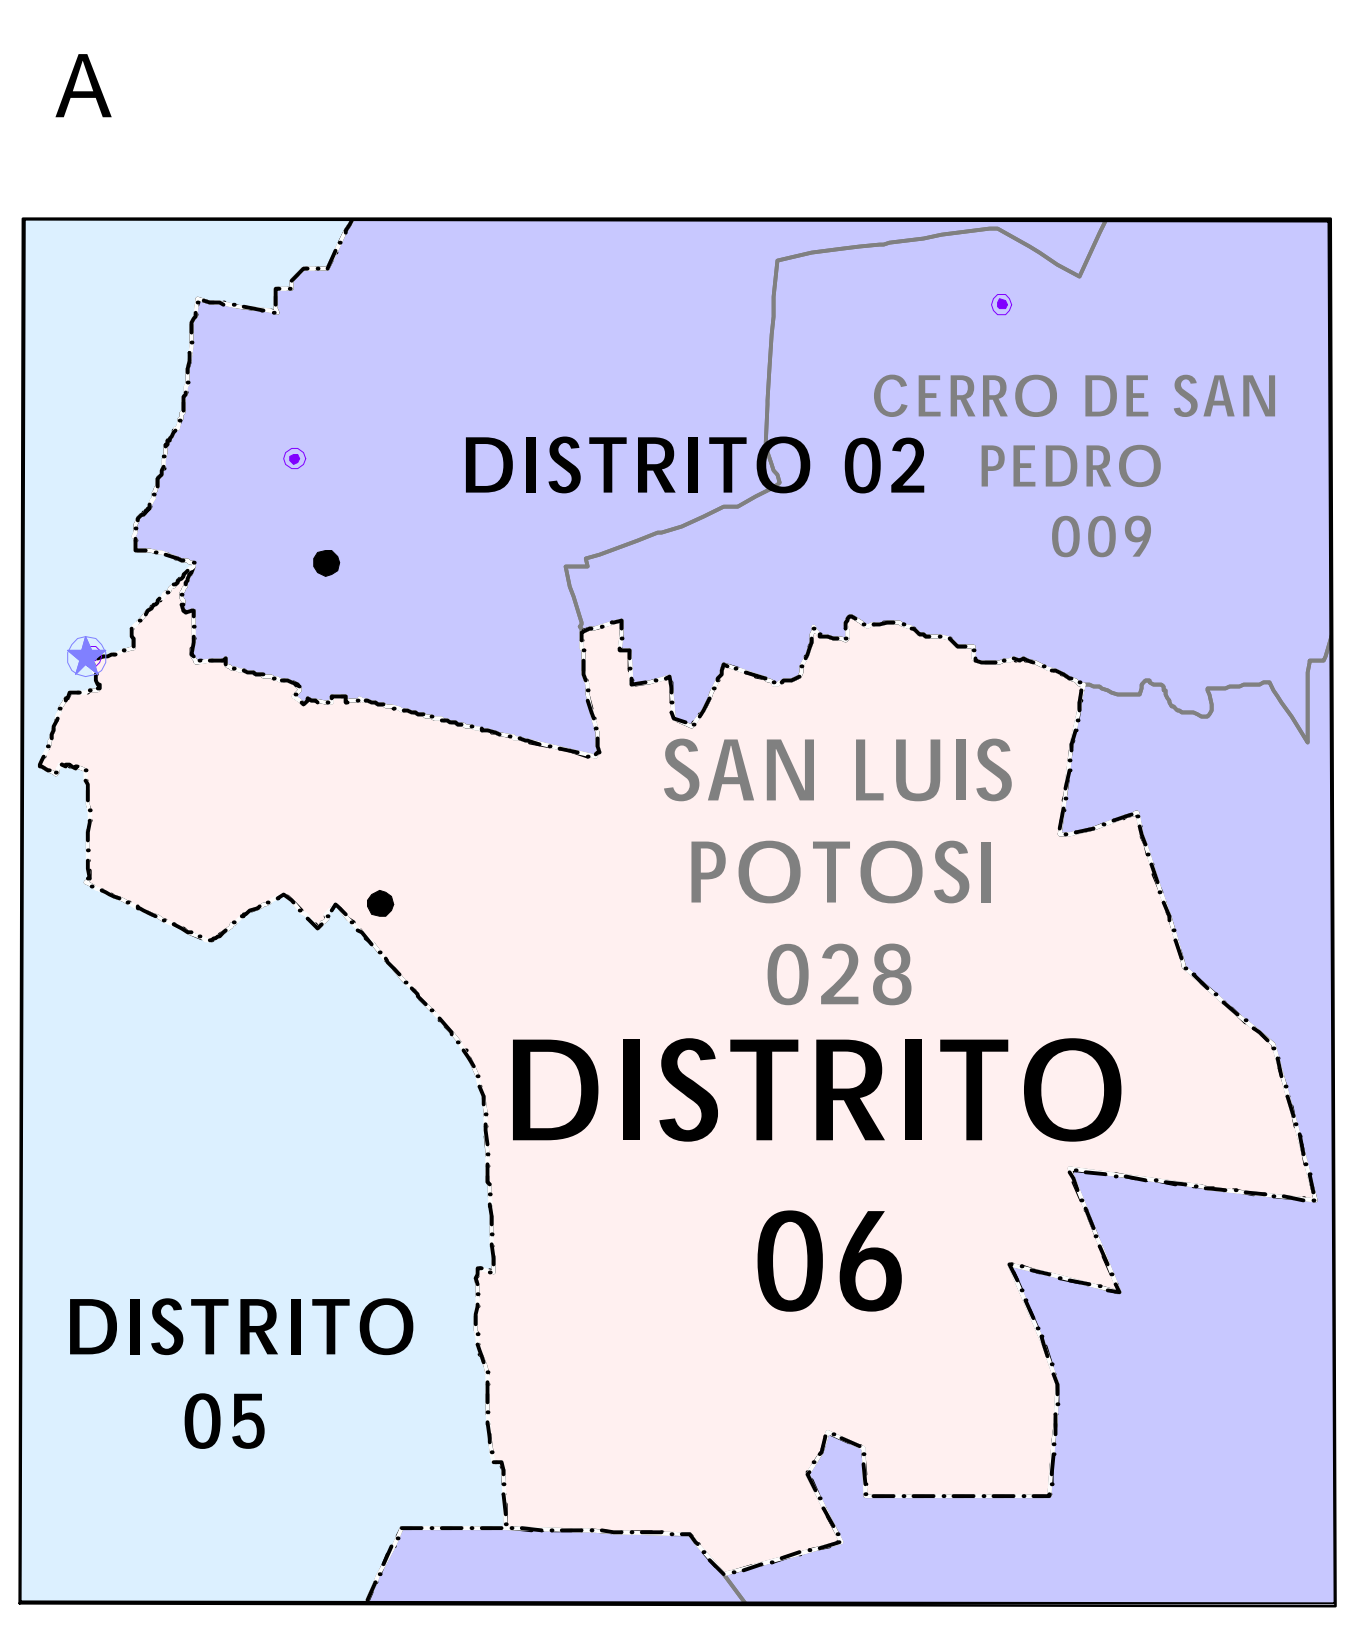 A
CERRO DE SAN
DISTRITO 02
PEDRO
009
SAN LUIS
POTOSI
028
DISTRITO
06
DISTRITO
05